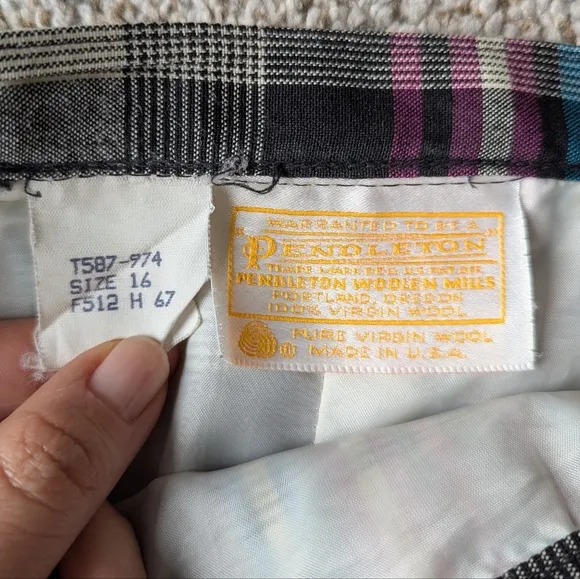 T587-974
SIZE 16
F512 H 67
WARRANTED TO BE A
"PENDLETON"
TRADE MARK REG. U.S. PAT. OFF.
PENDLETON WOOLEN MILLS
PORTLAND, OREGON
100% VIRGIN WOOL
PURE VIRGIN WOOL
MADE IN U.S.A.